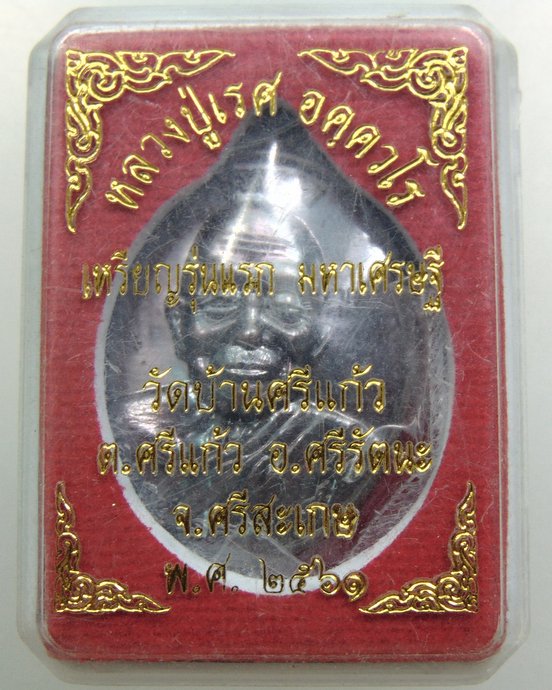 หลวงปู่เรศ อคฺควโร
เหรียญรุ่นแรก มหาเศรษฐี
วัดบ้านศรีแก้ว
ต.ศรีแก้ว อ.ศรีรัตนะ
จ.ศรีสะเกษ
พ.ศ. ๒๕๖๑